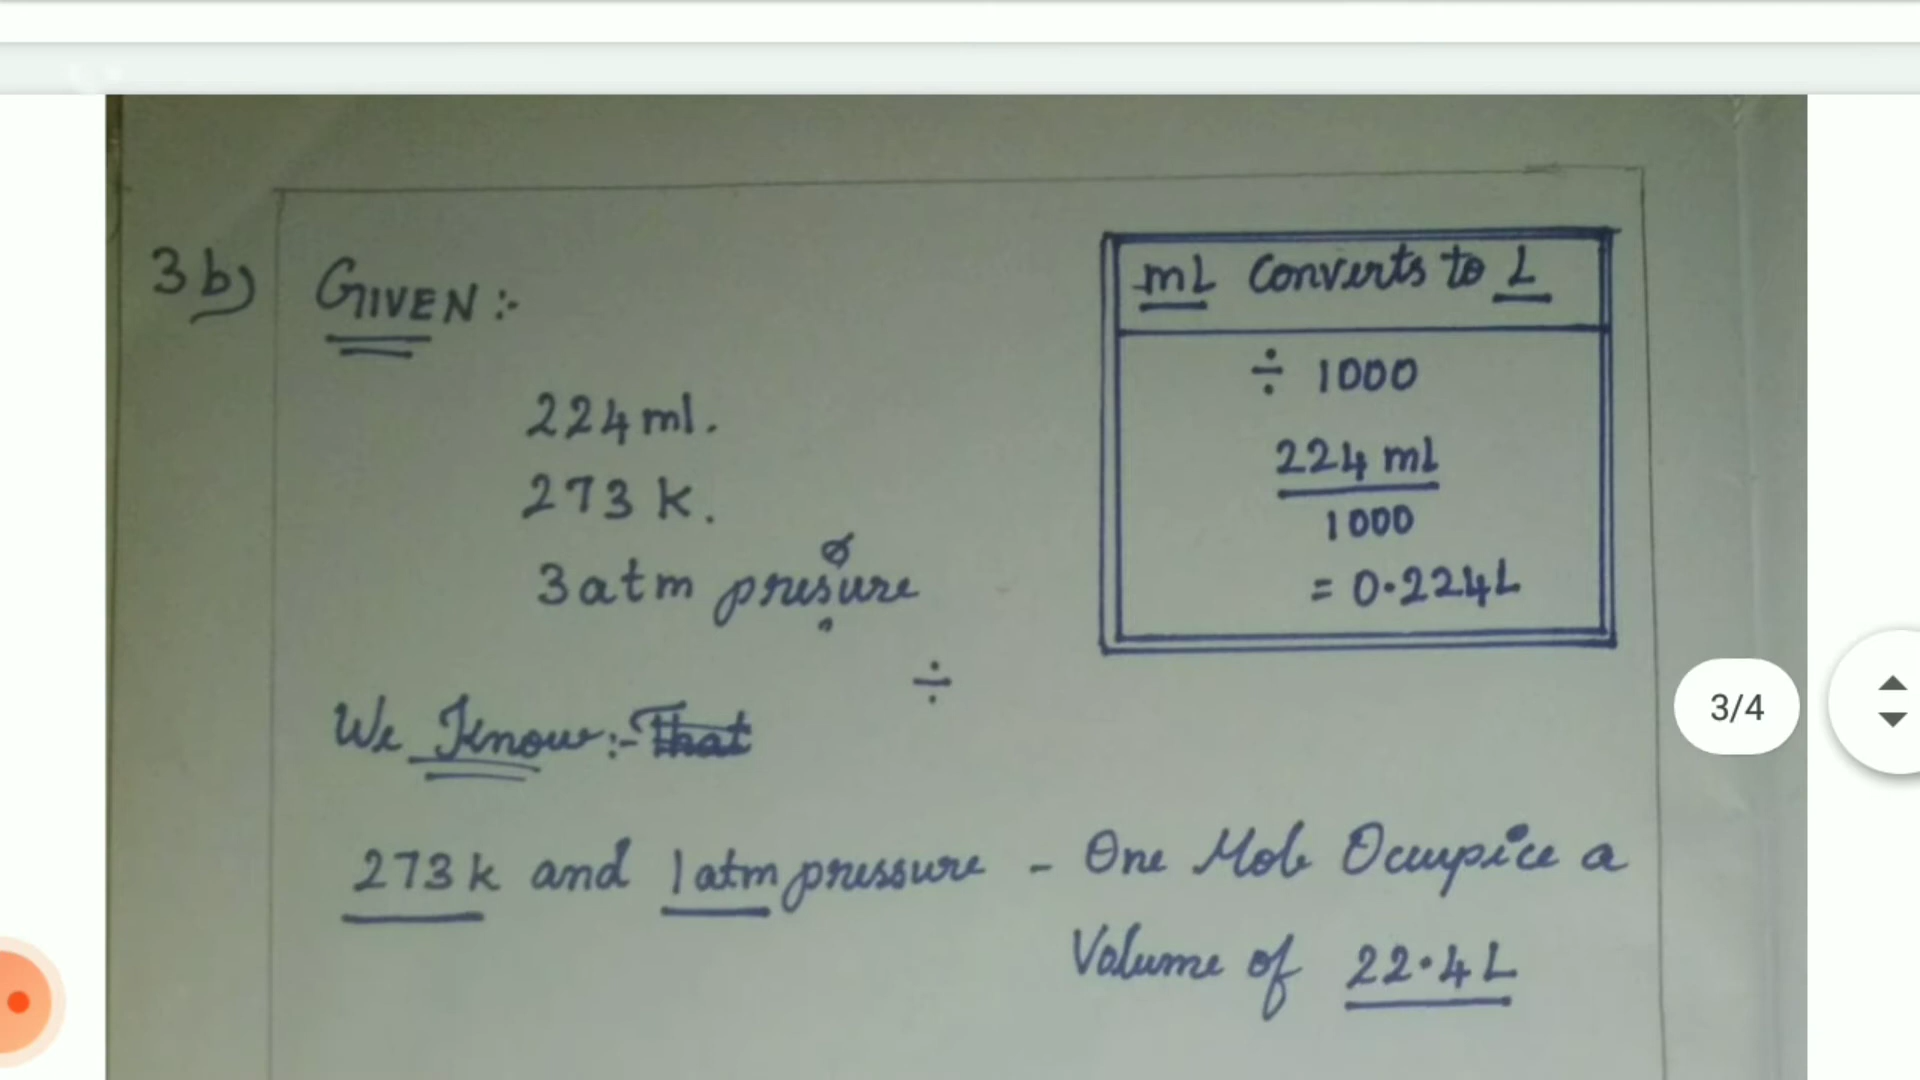 3b) GIVEN :-
224 ml.
273 k.
3 atm presure
÷
We Know :- That
273 k and 1 atm pressure - One Mole Ocuupice a
Volume of 22.4 L
mL Converts to L
÷ 1000
224 mL
1000
= 0.224L
3/4